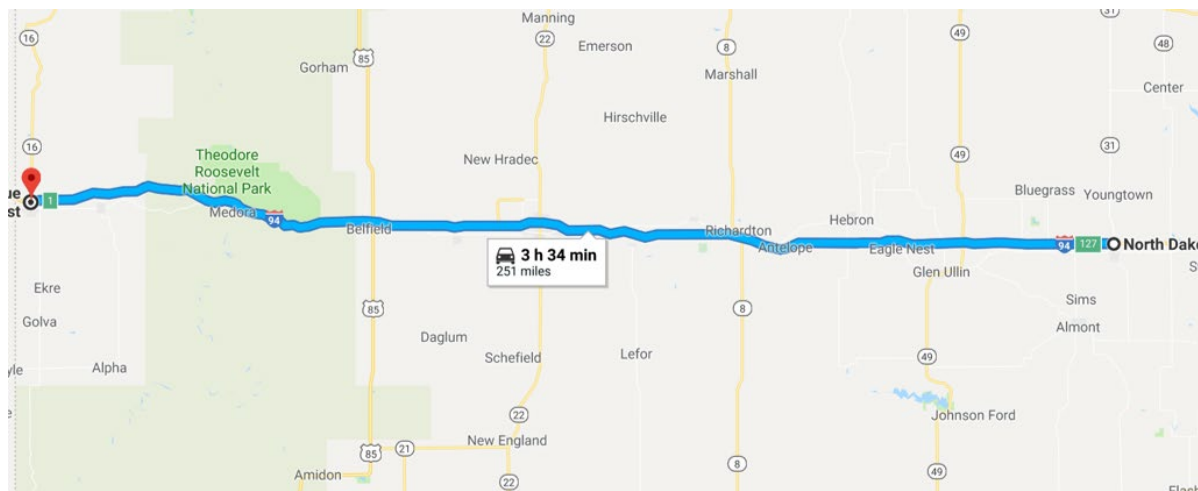 Manning
31
16
22
Emerson
49
48
85
8
Gorham
Marshall
Center
Hirschville
16
31
Theodore
Roosevelt
National Park
New Hradec
49
Bluegrass
Youngtown
1
Medora
94
Belfield
Richardton
Hebron
Antelope
Eagle Nest
94
127
North Dako
3 h 34 min
251 miles
Glen Ullin
Ekre
Sims
Golva
85
8
Almont
Daglum
Schefield
Lefor
Alpha
49
22
Johnson Ford
New England
21
85
8
Amidon
49
22